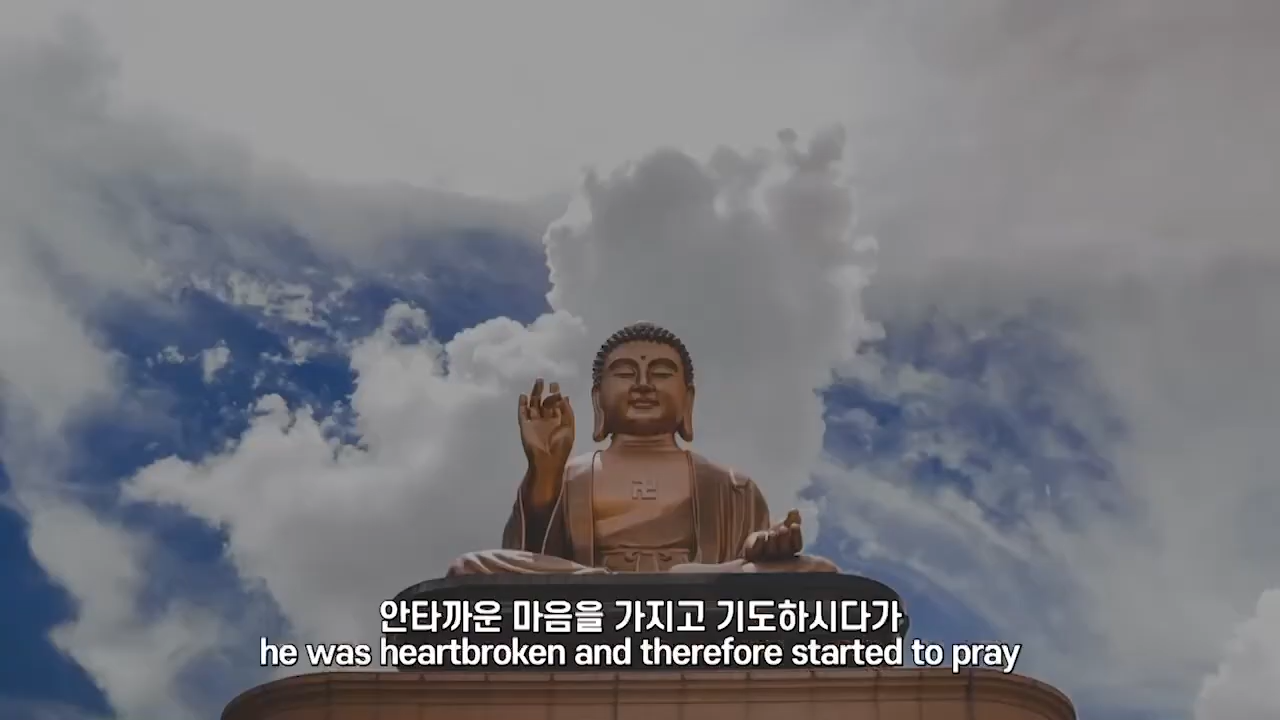 卍
안타까운 마음을 가지고 기도하시다가
he was heartbroken and therefore started to pray